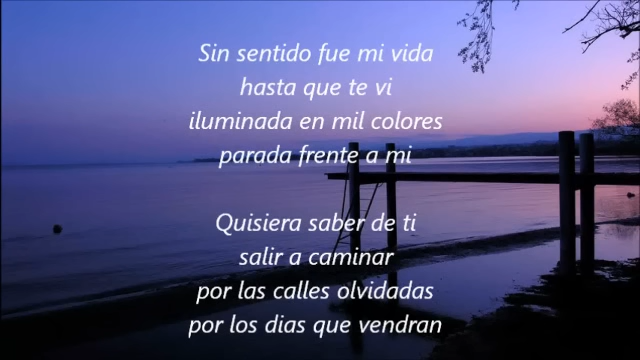 Sin sentido fue mi vida
hasta que te vi
iluminada en mil colores
parada frente a mi
Quisiera saber de ti
salir a caminar
por las calles olvidadas
por los dias que vendran